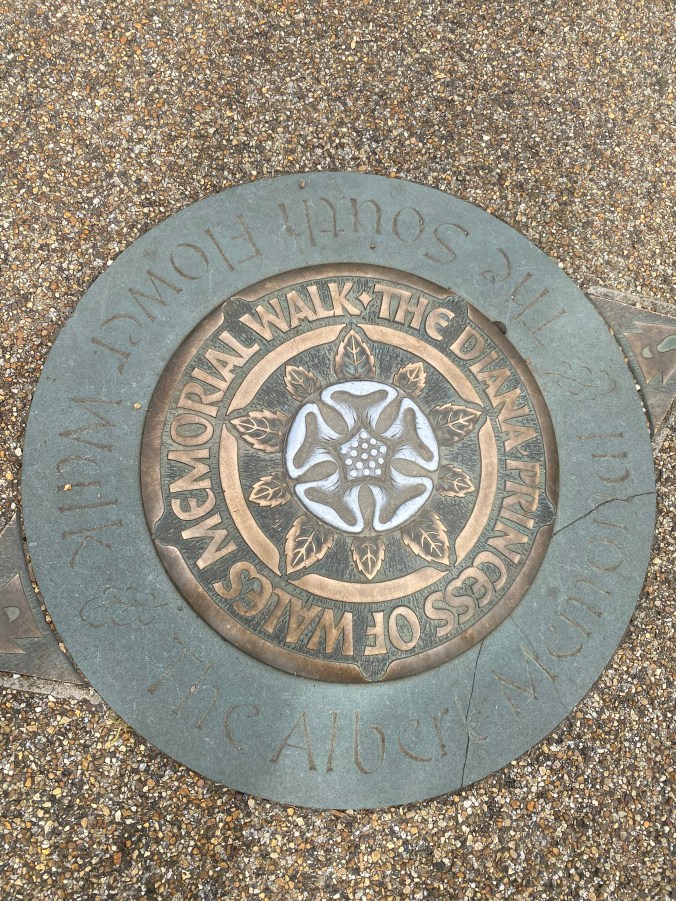 THE DIANA PRINCESS OF WALES MEMORIAL WALK
The South Flower Walk
The Albert Memorial